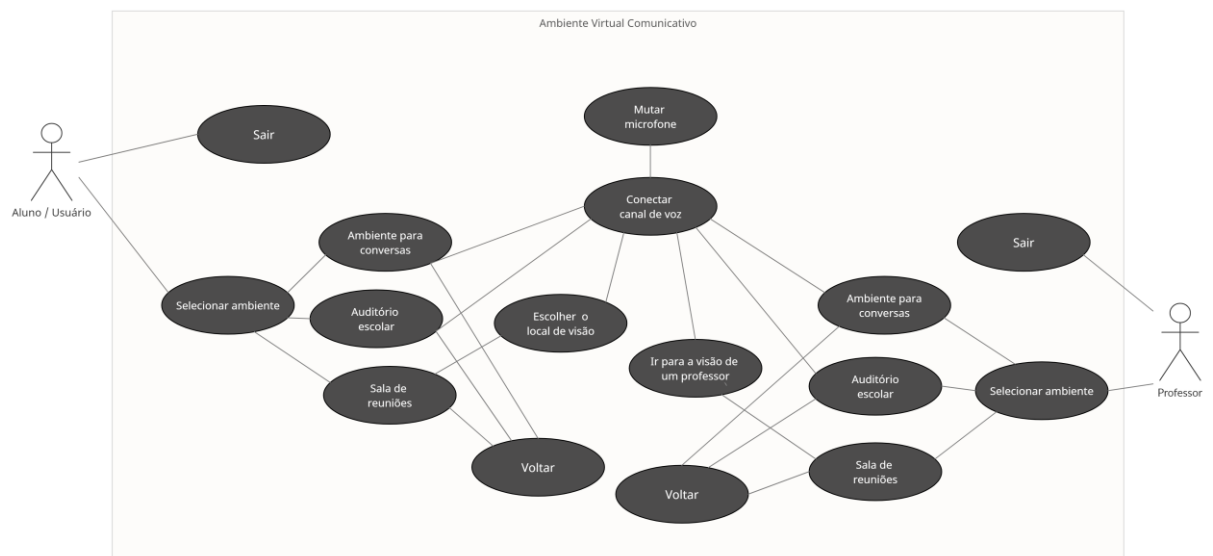 Ambiente Virtual Comunicativo
Mutar
microfone
Sair
Aluno / Usuário
Conectar
canal de voz
Ambiente para
conversas
Sair
Selecionar ambiente
Auditório
escolar
Escolher o
local de visão
Ambiente para
conversas
Sala de
reuniões
Ir para a visão de
um professor
Auditório
escolar
Selecionar ambiente
Professor
Voltar
Sala de
reuniões
Voltar